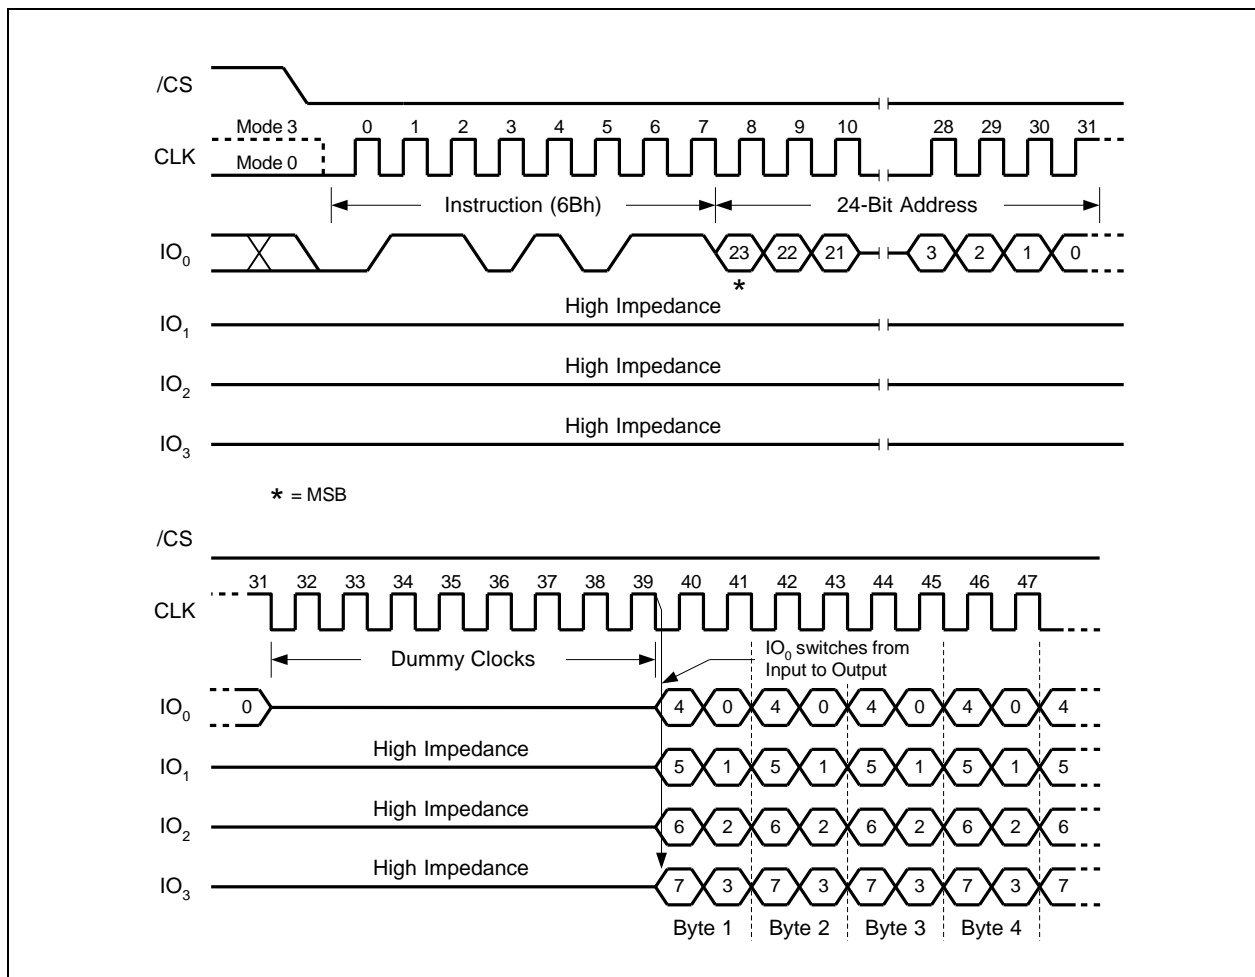 /CS
Mode 3 0 1 2 3 4 5 6 7 8 9 10 28 29 30 31
CLK Mode 0
Instruction (6Bh) 24-Bit Address
IO0 23 22 21 3 2 1 0
*
High Impedance
IO1
High Impedance
IO2
High Impedance
IO3
* = MSB
/CS
31 32 33 34 35 36 37 38 39 40 41 42 43 44 45 46 47
CLK
Dummy Clocks
IO0 switches from
Input to Output
IO0 0 4 0 4 0 4 0 4 0 4
High Impedance
IO1 5 1 5 1 5 1 5 1 5
High Impedance
IO2 6 2 6 2 6 2 6 2 6
High Impedance
IO3 7 3 7 3 7 3 7 3 7
Byte 1 Byte 2 Byte 3 Byte 4